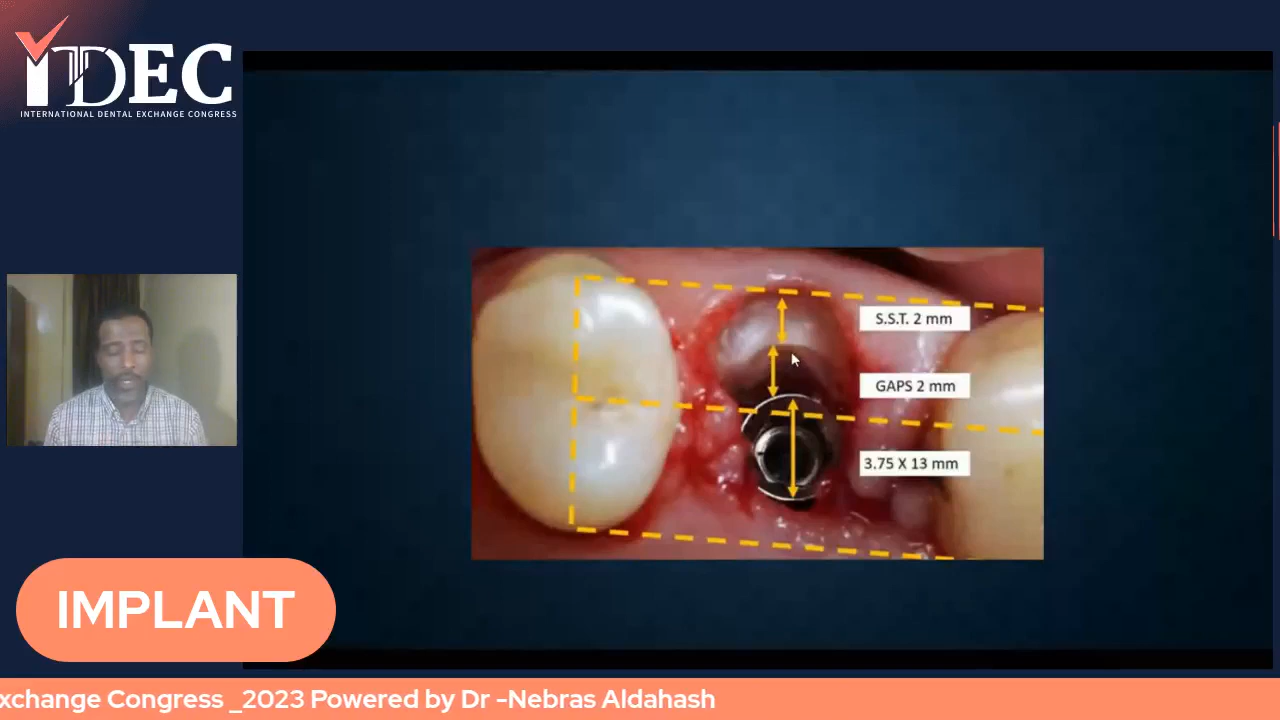 iDEC
INTERNATIONAL DENTAL EXCHANGE CONGRESS
S.S.T. 2 mm
GAPS 2 mm
3.75 X 13 mm
IMPLANT
xchange Congress _2023 Powered by Dr -Nebras Aldahash